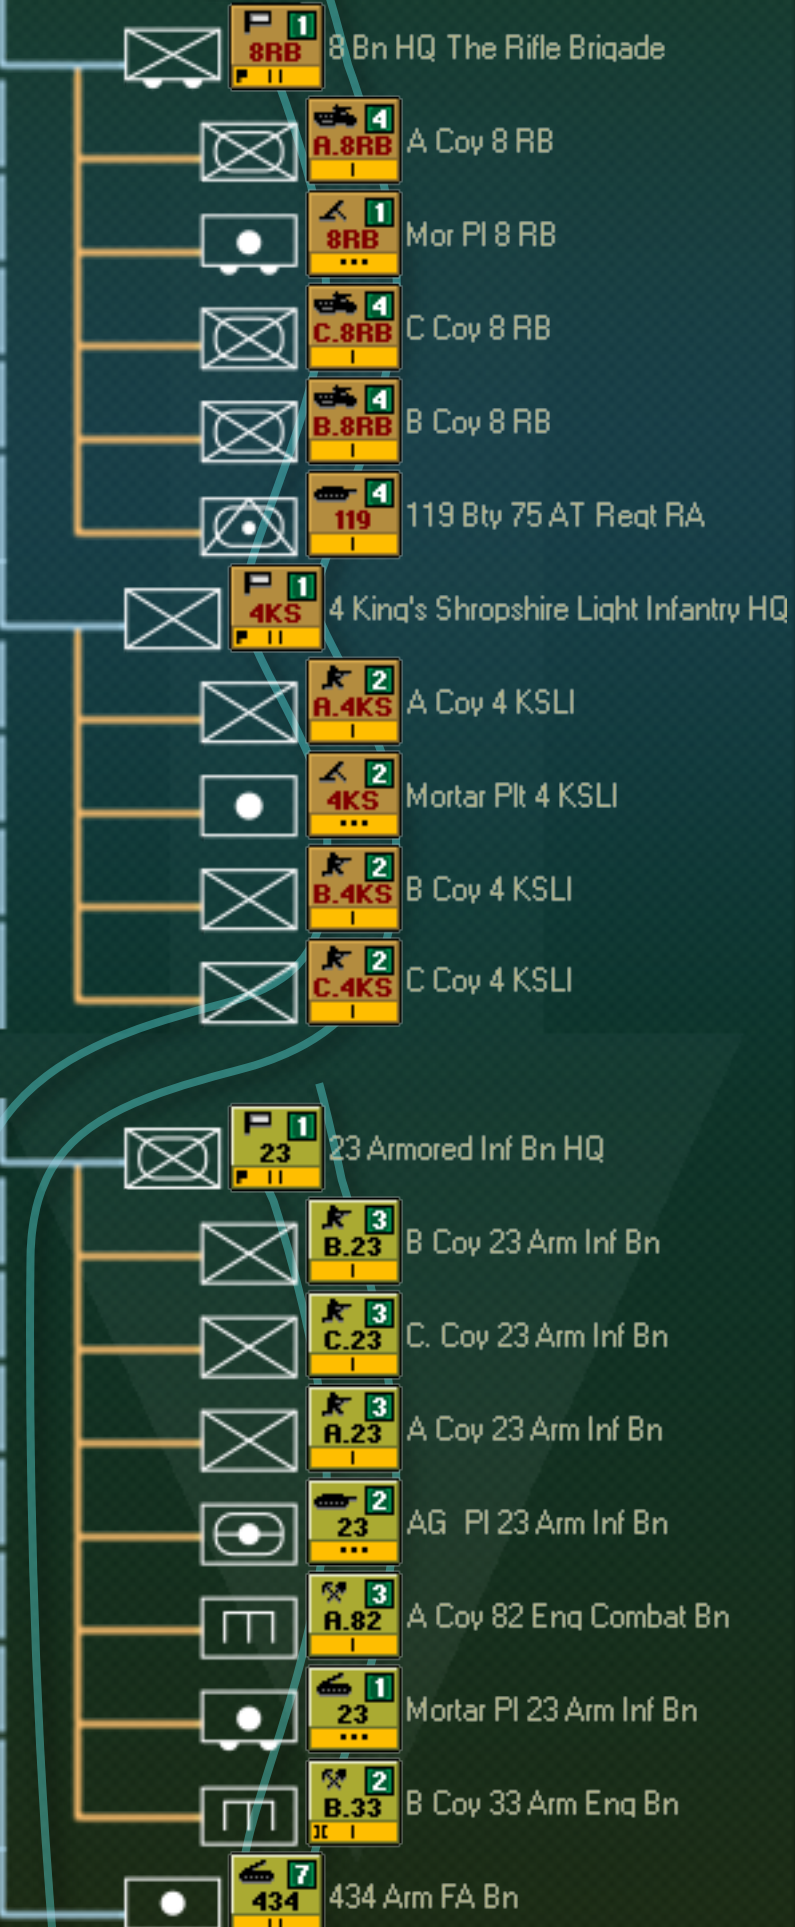 1
8RB
8 Bn HQ The Rifle Brigade
4
A.8RB
A Coy 8 RB
1
8RB
Mor Pl 8 RB
4
C.8RB
C Coy 8 RB
4
B.8RB
B Coy 8 RB
4
119
119 Bty 75 AT Regt RA
1
4KS
4 King's Shropshire Light Infantry HQ
2
A.4KS
A Coy 4 KSLI
2
4KS
Mortar Plt 4 KSLI
2
B.4KS
B Coy 4 KSLI
2
C.4KS
C Coy 4 KSLI
1
23
23 Armored Inf Bn HQ
3
B.23
B Coy 23 Arm Inf Bn
3
C.23
C. Coy 23 Arm Inf Bn
3
A.23
A Coy 23 Arm Inf Bn
2
23
AG Pl 23 Arm Inf Bn
3
A.82
A Coy 82 Eng Combat Bn
1
23
Mortar Pl 23 Arm Inf Bn
2
B.33
B Coy 33 Arm Eng Bn
7
434
434 Arm FA Bn